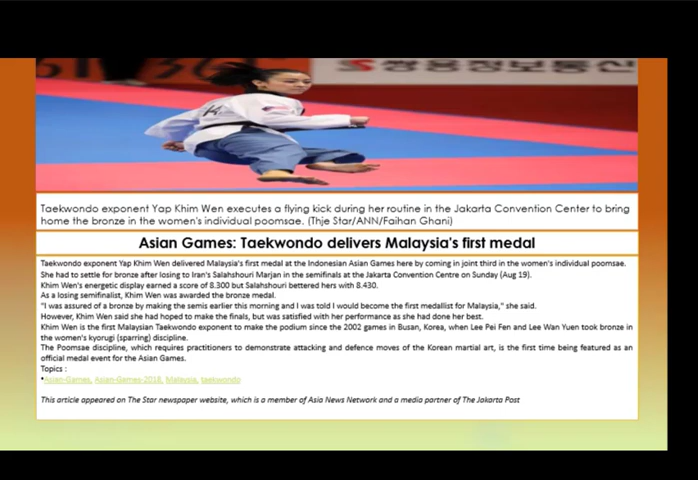 쌍용정보통신
Taekwondo exponent Yap Khim Wen executes a flying kick during her routine in the Jakarta Convention Center to bring
home the bronze in the women's individual poomsae. (Thje Star/ANN/Faihan Ghani)
Asian Games: Taekwondo delivers Malaysia's first medal
Taekwondo exponent Yap Khim Wen delivered Malaysia's first medal at the Indonesian Asian Games here by coming in joint third in the women's individual poomsae.
She had to settle for bronze after losing to Iran's Salahshouri Marjan in the semifinals at the Jakarta Convention Centre on Sunday (Aug 19).
Khim Wen's energetic display earned a score of 8.300 but Salahshouri bettered hers with 8.430.
As a losing semifinalist, Khim Wen was awarded the bronze medal.
"I was assured of a bronze by making the semis earlier this morning and I was told I would become the first medallist for Malaysia," she said.
However, Khim Wen said she had hoped to make the finals, but was satisfied with her performance as she had done her best.
Khim Wen is the first Malaysian Taekwondo exponent to make the podium since the 2002 games in Busan, Korea, when Lee Pei Fen and Lee Wan Yuen took bronze in
the women's kyorugi (sparring) discipline.
The Poomsae discipline, which requires practitioners to demonstrate attacking and defence moves of the Korean martial art, is the first time being featured as an
official medal event for the Asian Games.
Topics :
•Asian-Games, Asian-Games-2018, Malaysia, taekwondo
This article appeared on The Star newspaper website, which is a member of Asia News Network and a media partner of The Jakarta Post